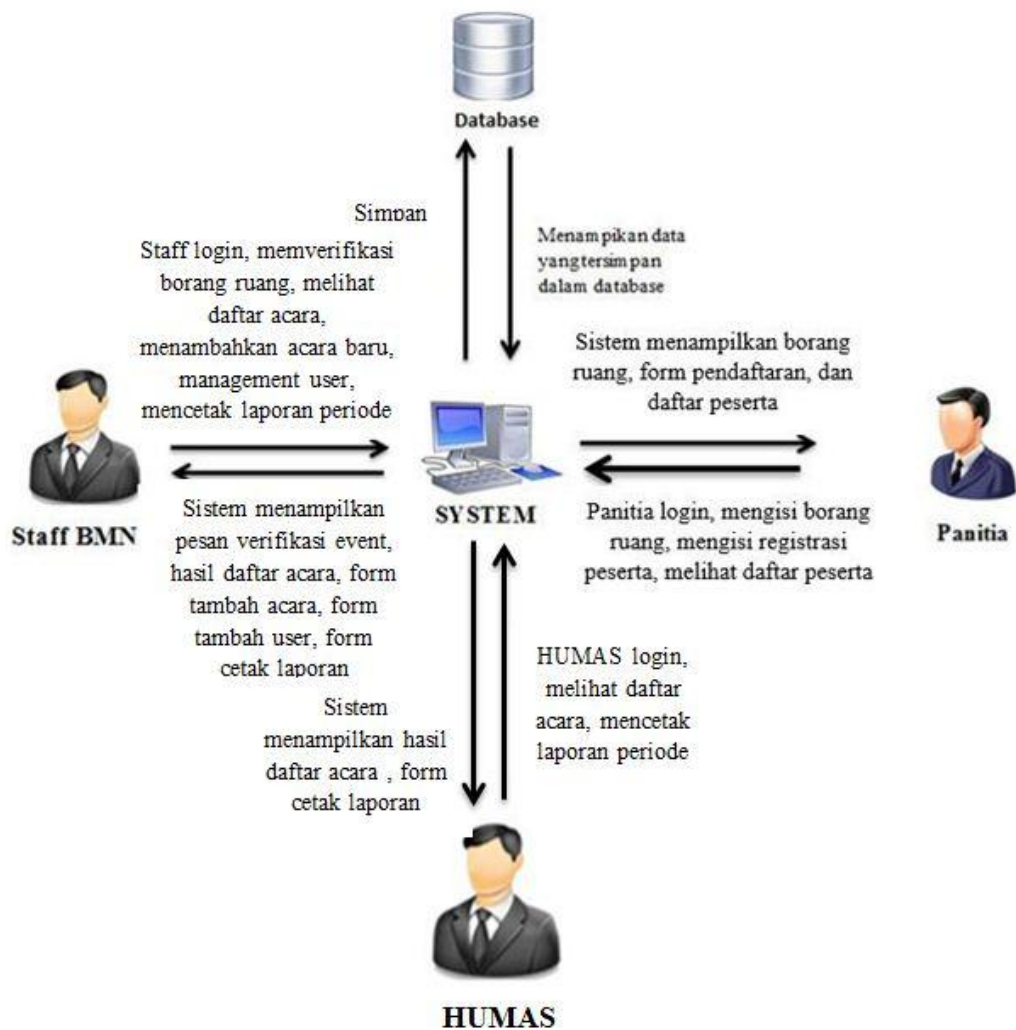 Database
Simpan
Menampikan data
yangtersimpan
dalam database
Staff login, memverifikasi
borang ruang, melihat
daftar acara,
menambahkan acara baru,
management user,
mencetak laporan periode
Sistem menampilkan borang
ruang, form pendaftaran, dan
daftar peserta
Staff BMN
SYSTEM
Panitia
Sistem menampilkan
pesan verifikasi event,
hasil daftar acara, form
tambah acara, form
tambah user, form
cetak laporan
Panitia login, mengisi borang
ruang, mengisi registrasi
peserta, melihat daftar peserta
Sistem
menampilkan hasil
daftar acara , form
cetak laporan
HUMAS login,
melihat daftar
acara, mencetak
laporan periode
HUMAS